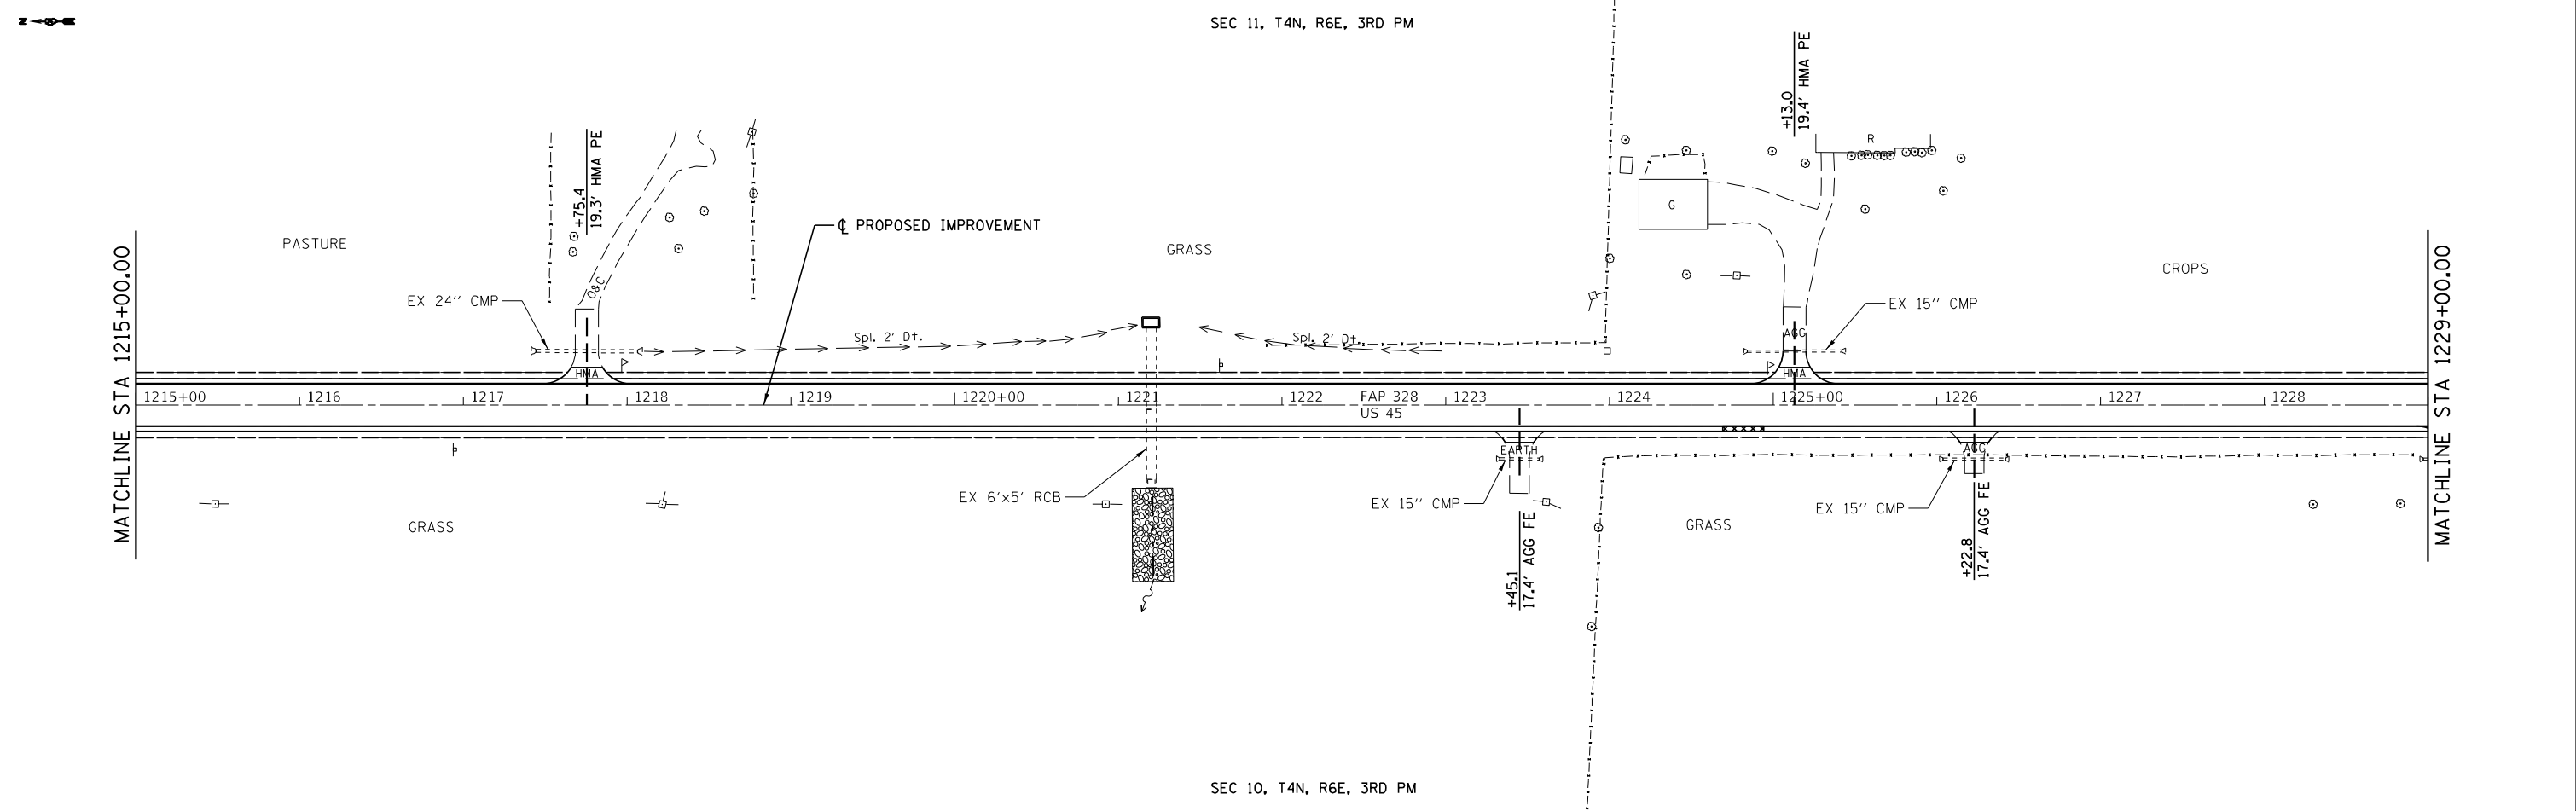 N
SEC 11, T4N, R6E, 3RD PM
+13.0
19.4' HMA PE
+75.4
19.3' HMA PE
R
G
℄ PROPOSED IMPROVEMENT
PASTURE
GRASS
CROPS
O&C
EX 24" CMP
EX 15" CMP
Spl. 2' Dt.
Spl. 2' Dt.
AGG
HMA
HMA
MATCHLINE STA 1215+00.00
MATCHLINE STA 1229+00.00
1215+00 1216 1217 1218 1219 1220+00 1221 1222 FAP 328 1223 1224 1225+00 1226 1227 1228
US 45
EARTH
AGG
EX 6'x5' RCB
EX 15" CMP
EX 15" CMP
GRASS
GRASS
+45.1
17.4' AGG FE
+22.8
17.4' AGG FE
SEC 10, T4N, R6E, 3RD PM